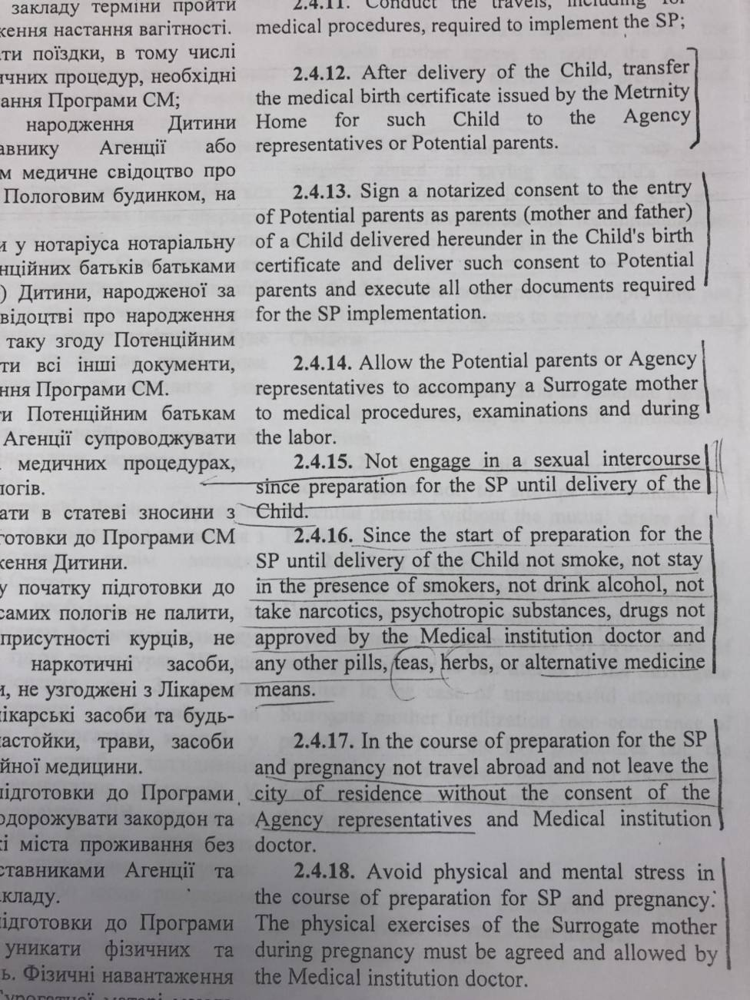 закладу терміни пройти
ження настання вагітності.
ти поїздки, в тому числі
ичних процедур, необхідні
ання Програми СМ;
народження Дитини
авнику Агенції або
м медичне свідоцтво про
Пологовим будинком, на
и у нотаріуса нотаріальну
нційних батьків батьками
) Дитини, народженої за
відоцтві про народження
таку згоду Потенційним
ти всі інші документи,
ння Програми СМ.
ти Потенційним батькам
Агенції супроводжувати
медичних процедурах,
логів.
ати в статеві зносини з
готовки до Програми СМ
ження Дитини.
у початку підготовки до
самих пологів не палити,
присутності курців, не
наркотичні засоби,
и, не узгоджені з Лікарем
лікарські засоби та будь-
настойки, трави, засоби
йної медицини.
підготовки до Програми
одорожувати закордон та
кі міста проживання без
ставниками Агенції та
кладу.
підготовки до Програми
уникати фізичних та
ь. Фізичні навантаження
2.4.11. Conduct the travels, including for
medical procedures, required to implement the SP;
2.4.12. After delivery of the Child, transfer
the medical birth certificate issued by the Metrnity
Home for such Child to the Agency
representatives or Potential parents.
2.4.13. Sign a notarized consent to the entry
of Potential parents as parents (mother and father)
of a Child delivered hereunder in the Child's birth
certificate and deliver such consent to Potential
parents and execute all other documents required
for the SP implementation.
2.4.14. Allow the Potential parents or Agency
representatives to accompany a Surrogate mother
to medical procedures, examinations and during
the labor.
2.4.15. Not engage in a sexual intercourse
since preparation for the SP until delivery of the
Child.
2.4.16. Since the start of preparation for the
SP until delivery of the Child not smoke, not stay
in the presence of smokers, not drink alcohol, not
take narcotics, psychotropic substances, drugs not
approved by the Medical institution doctor and
any other pills, teas, herbs, or alternative medicine
means.
2.4.17. In the course of preparation for the SP
and pregnancy not travel abroad and not leave the
city of residence without the consent of the
Agency representatives and Medical institution
doctor.
2.4.18. Avoid physical and mental stress in
the course of preparation for SP and pregnancy.
The physical exercises of the Surrogate mother
during pregnancy must be agreed and allowed by
the Medical institution doctor.